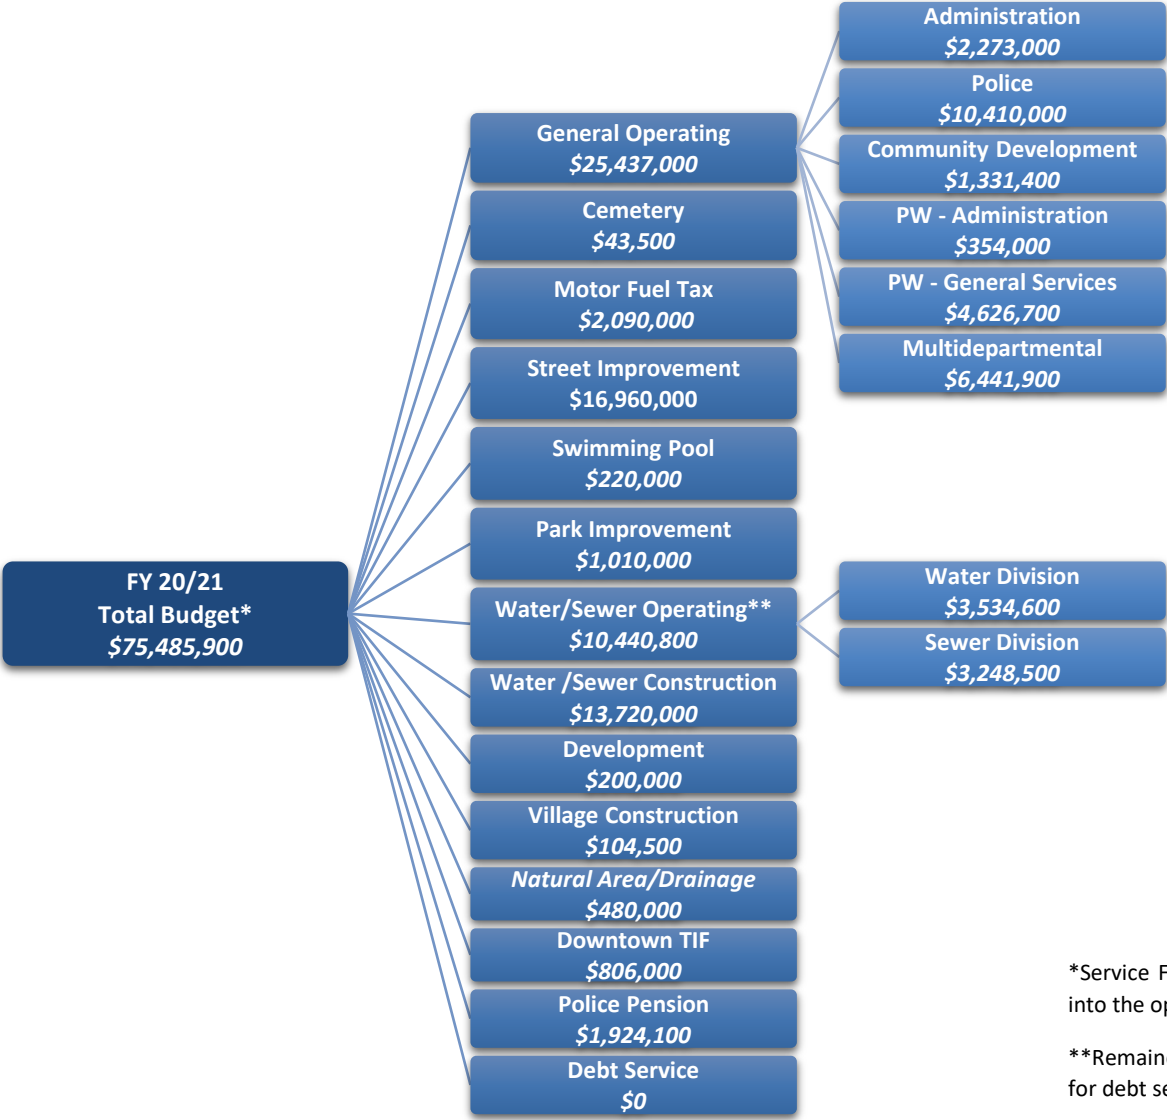 FY 20/21
Total Budget*
$75,485,900
General Operating
$25,437,000
Cemetery
$43,500
Motor Fuel Tax
$2,090,000
Street Improvement
$16,960,000
Swimming Pool
$220,000
Park Improvement
$1,010,000
Water/Sewer Operating**
$10,440,800
Water /Sewer Construction
$13,720,000
Development
$200,000
Village Construction
$104,500
Natural Area/Drainage
$480,000
Downtown TIF
$806,000
Police Pension
$1,924,100
Debt Service
$0
Administration
$2,273,000
Police
$10,410,000
Community Development
$1,331,400
PW - Administration
$354,000
PW - General Services
$4,626,700
Multidepartmental
$6,441,900
Water Division
$3,534,600
Sewer Division
$3,248,500
*Service
into the
for debt